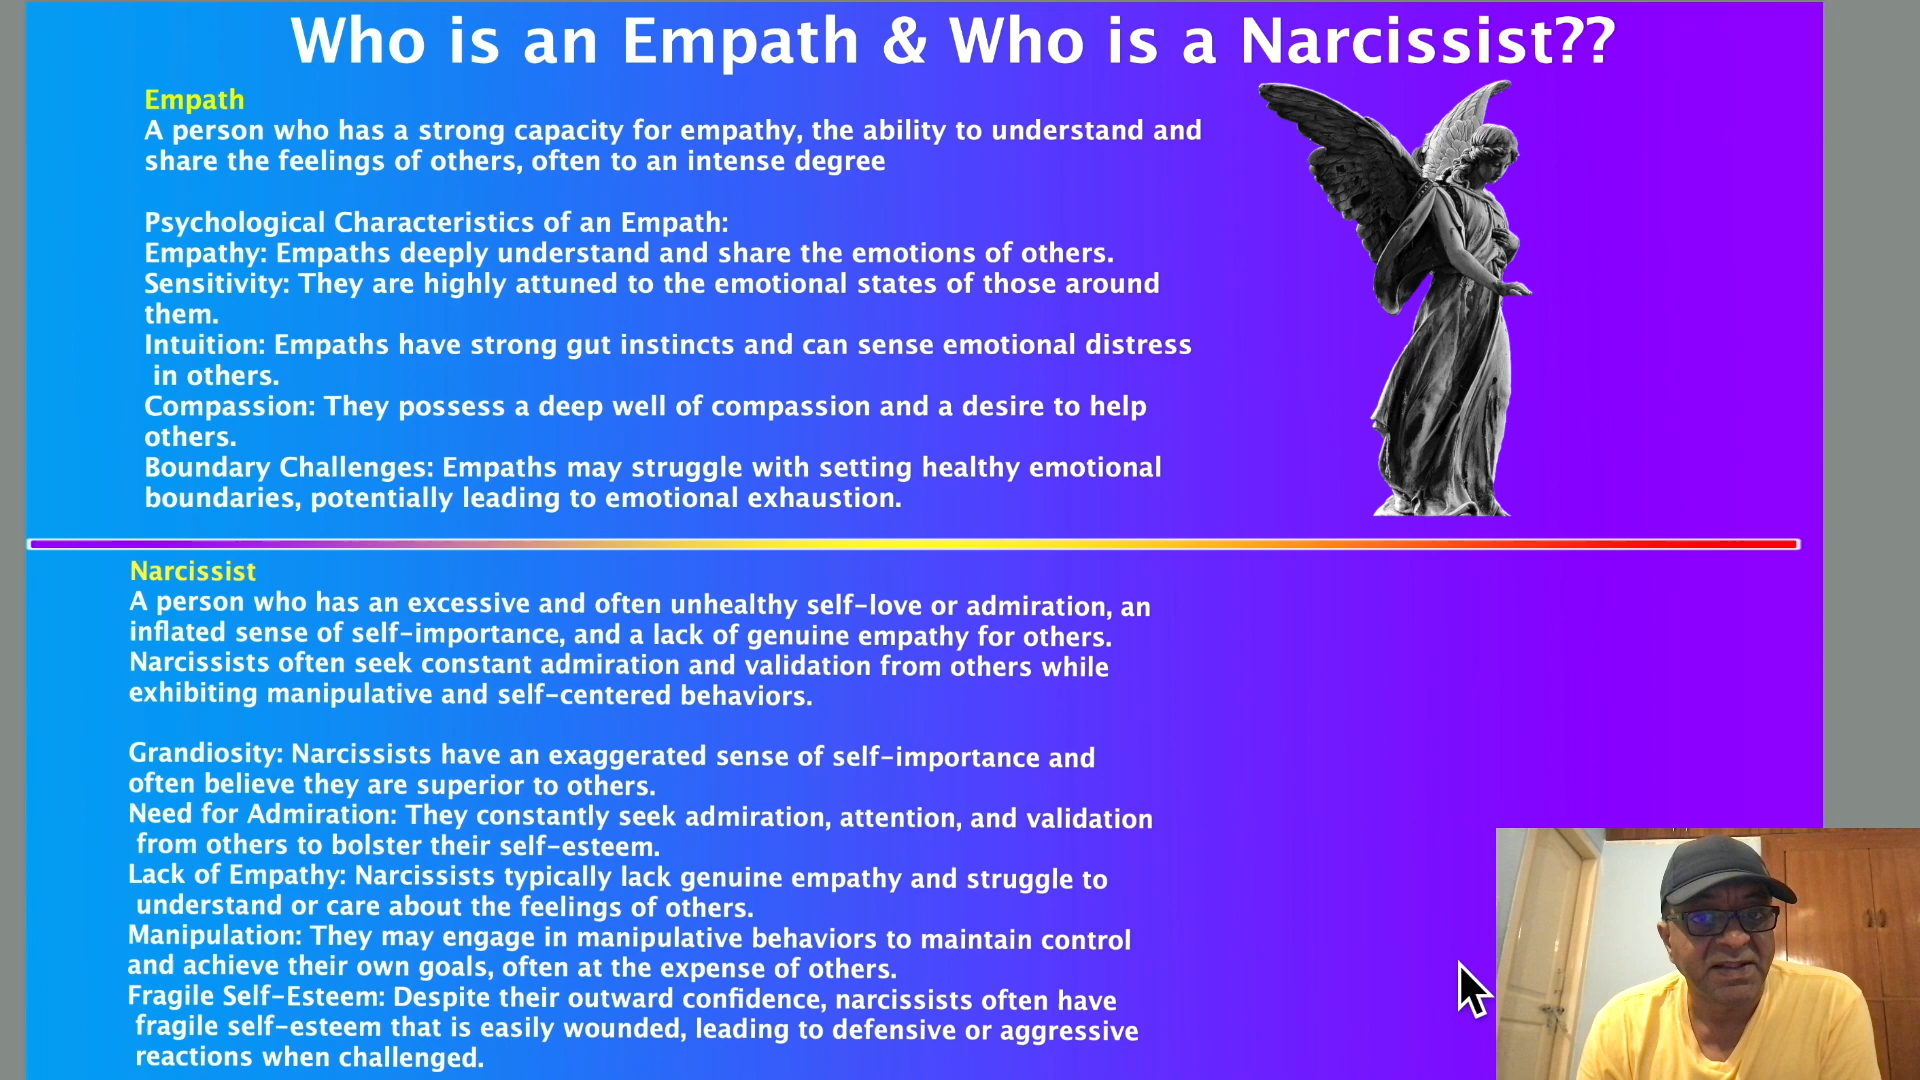 Who is an Empath & Who is a Narcissist??
Empath
A person who has a strong capacity for empathy, the ability to understand and
share the feelings of others, often to an intense degree
Psychological Characteristics of an Empath:
Empathy: Empaths deeply understand and share the emotions of others.
Sensitivity: They are highly attuned to the emotional states of those around
them.
Intuition: Empaths have strong gut instincts and can sense emotional distress
in others.
Compassion: They possess a deep well of compassion and a desire to help
others.
Boundary Challenges: Empaths may struggle with setting healthy emotional
boundaries, potentially leading to emotional exhaustion.
Narcissist
A person who has an excessive and often unhealthy self-love or admiration, an
inflated sense of self-importance, and a lack of genuine empathy for others.
Narcissists often seek constant admiration and validation from others while
exhibiting manipulative and self-centered behaviors.
Grandiosity: Narcissists have an exaggerated sense of self-importance and
often believe they are superior to others.
Need for Admiration: They constantly seek admiration, attention, and validation
from others to bolster their self-esteem.
Lack of Empathy: Narcissists typically lack genuine empathy and struggle to
understand or care about the feelings of others.
Manipulation: They may engage in manipulative behaviors to maintain control
and achieve their own goals, often at the expense of others.
Fragile Self-Esteem: Despite their outward confidence, narcissists often have
fragile self-esteem that is easily wounded, leading to defensive or aggressive
reactions when challenged.